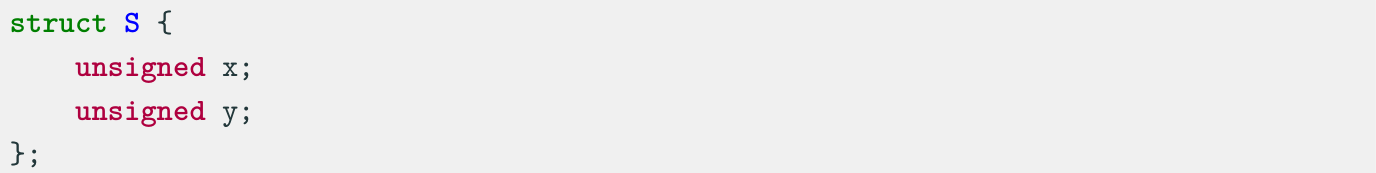 struct S {
    unsigned x;
    unsigned y;
};